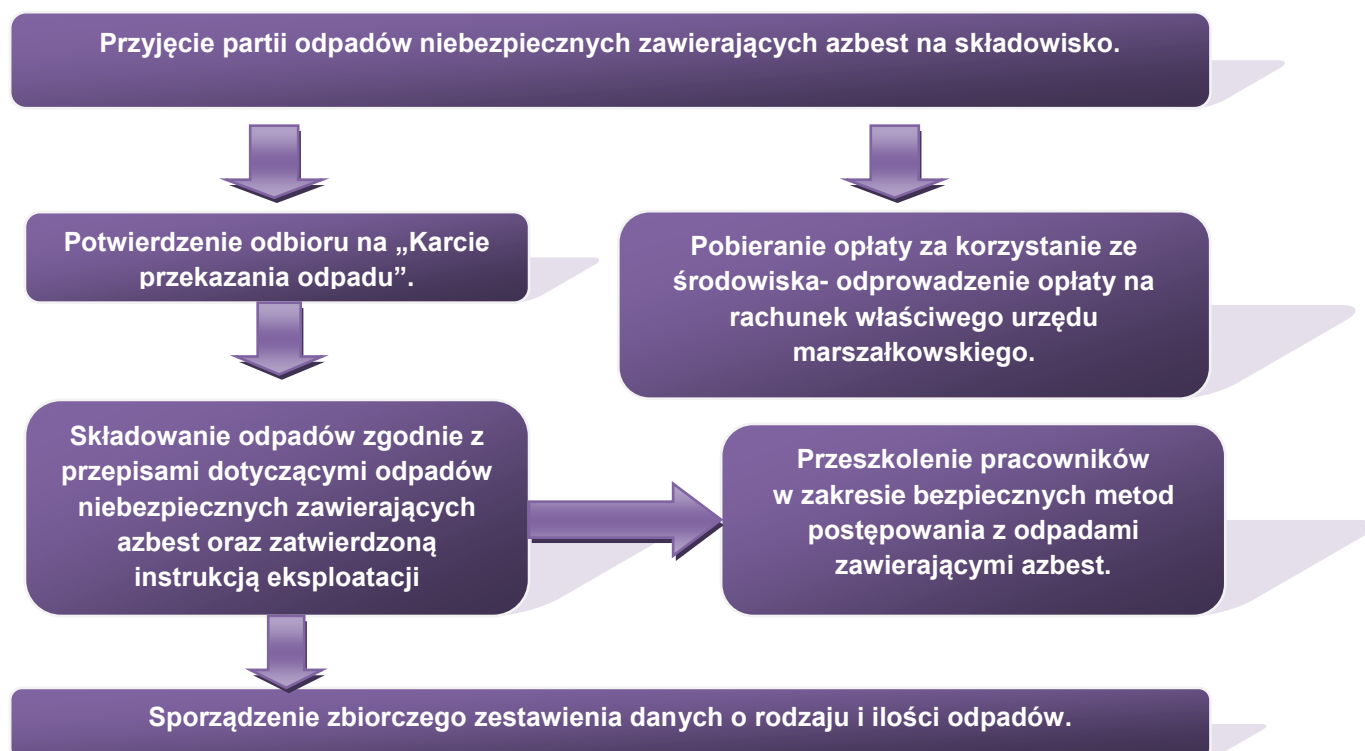 Przyjęcie partii odpadów niebezpiecznych zawierających azbest na składowisko.
Potwierdzenie odbioru na „Karcie
przekazania odpadu”.
Pobieranie opłaty za korzystanie ze
środowiska- odprowadzenie opłaty na
rachunek właściwego urzędu
marszałkowskiego.
Składowanie odpadów zgodnie z
przepisami dotyczącymi odpadów
niebezpiecznych zawierających
azbest oraz zatwierdzoną
instrukcją eksploatacji
Przeszkolenie pracowników
w zakresie bezpiecznych metod
postępowania z odpadami
zawierającymi azbest.
Sporządzenie zbiorczego zestawienia danych o rodzaju i ilości odpadów.